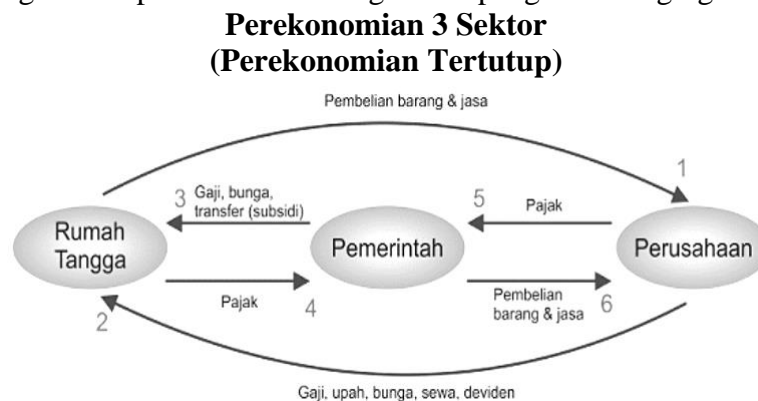 Perekonomian 3 Sektor
(Perekonomian Tertutup)
Pembelian barang & jasa
1
3
Gaji, bunga,
transfer (subsidi)
5
Pajak
Rumah
Tangga
Pemerintah
Perusahaan
2
Pajak
4
Pembelian
barang & jasa
6
Gaji, upah, bunga, sewa, deviden